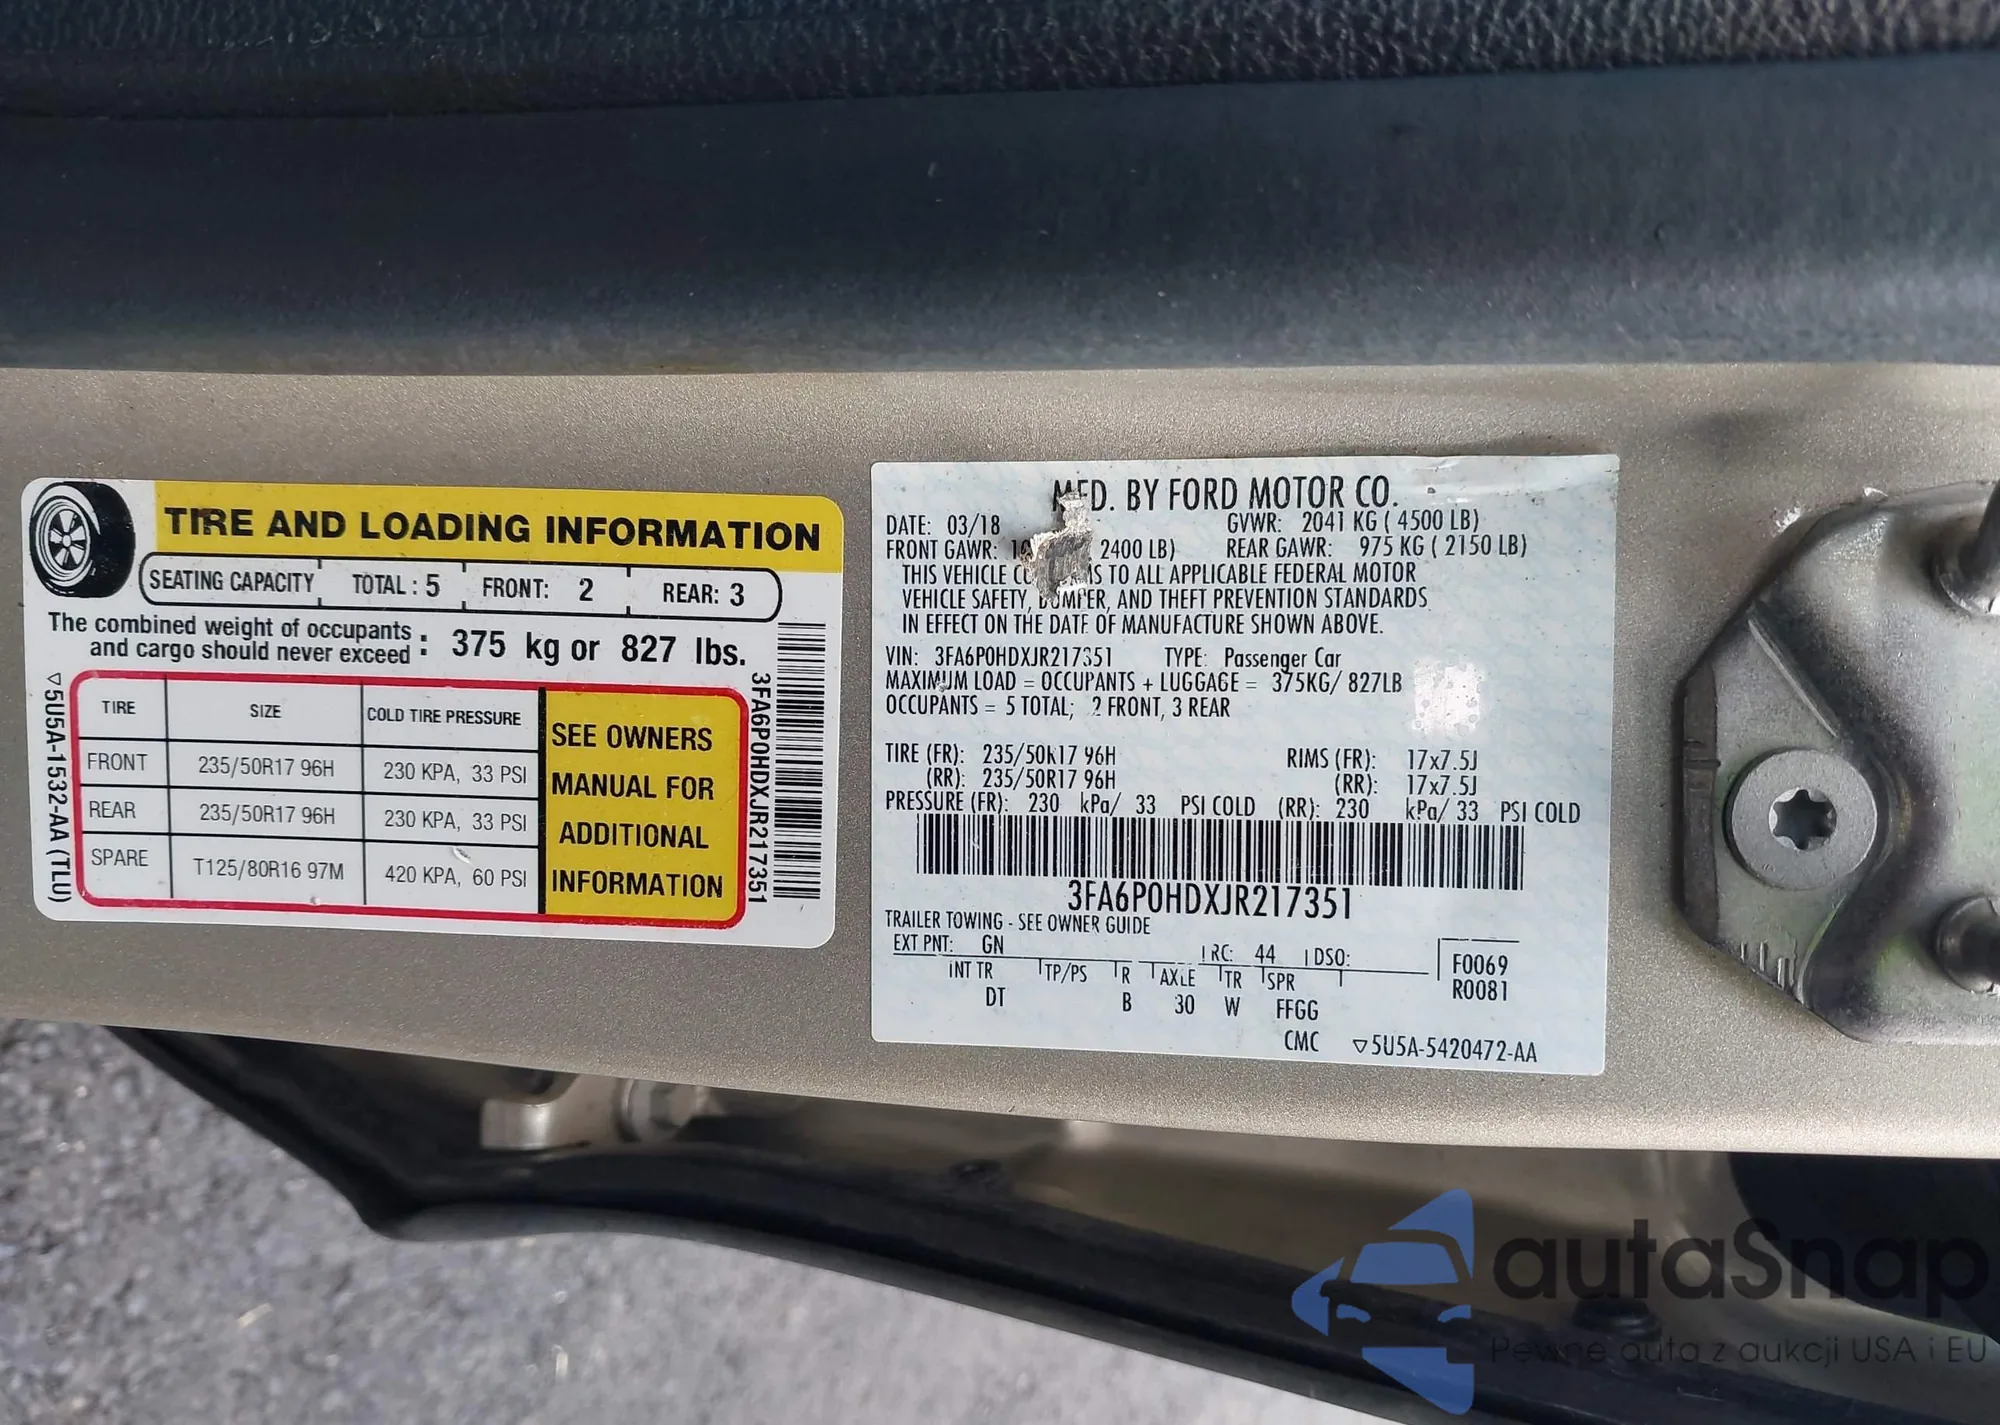 TIRE AND LOADING INFORMATION
SEATING CAPACITY TOTAL : 5 FRONT: 2 REAR: 3
The combined weight of occupants
and cargo should never exceed : 375 kg or 827 lbs.
TIRE SIZE COLD TIRE PRESSURE
FRONT 235/50R17 96H 230 KPA, 33 PSI
REAR 235/50R17 96H 230 KPA, 33 PSI
SPARE T125/80R16 97M 420 KPA, 60 PSI
SEE OWNERS
MANUAL FOR
ADDITIONAL
INFORMATION
▽5U5A-1532-AA (TLU)
3FA6P0HDXJR217351
MFD. BY FORD MOTOR CO.
DATE: 03/18 GVWR: 2041 KG ( 4500 LB)
FRONT GAWR: 2400 LB) REAR GAWR: 975 KG ( 2150 LB)
THIS VEHICLE TO ALL APPLICABLE FEDERAL MOTOR
VEHICLE SAFETY, BUMPER, AND THEFT PREVENTION STANDARDS
IN EFFECT ON THE DATE OF MANUFACTURE SHOWN ABOVE.
VIN: 3FA6P0HDXJR217351 TYPE: Passenger Car
MAXIMUM LOAD = OCCUPANTS + LUGGAGE = 375KG/ 827LB
OCCUPANTS = 5 TOTAL; 2 FRONT, 3 REAR
TIRE (FR): 235/50R17 96H RIMS (FR): 17x7.5J
(RR): 235/50R17 96H (RR): 17x7.5J
PRESSURE (FR): 230 kPa/ 33 PSI COLD (RR): 230 kPa/ 33 PSI COLD
3FA6P0HDXJR217351
TRAILER TOWING - SEE OWNER GUIDE
EXT PNT: GN RC: 44 DSO:
INT TR TP/PS R AXLE TR SPR
DT B 30 W FFGG
F0069
R0081
CMC ▽5U5A-5420472-AA
autaSnap
Pewne auta z aukcji USA i EU